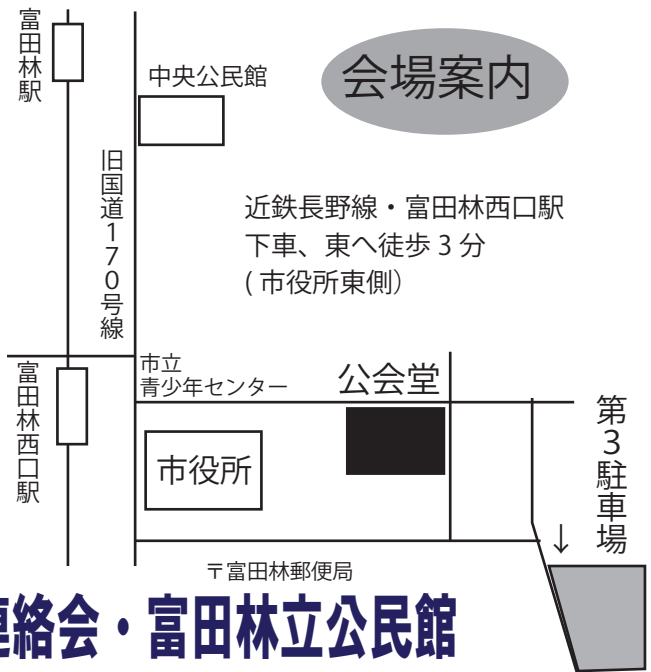 富田林駅
中央公民館
会場案内
旧国道170号線
近鉄長野線・富田林西口駅
下車、東へ徒歩 3 分
( 市役所東側）
富田林西口駅
市立
青少年センター
公会堂
市役所
第3駐車場
↓
〒富田林郵便局
連絡会・富田林立公民館